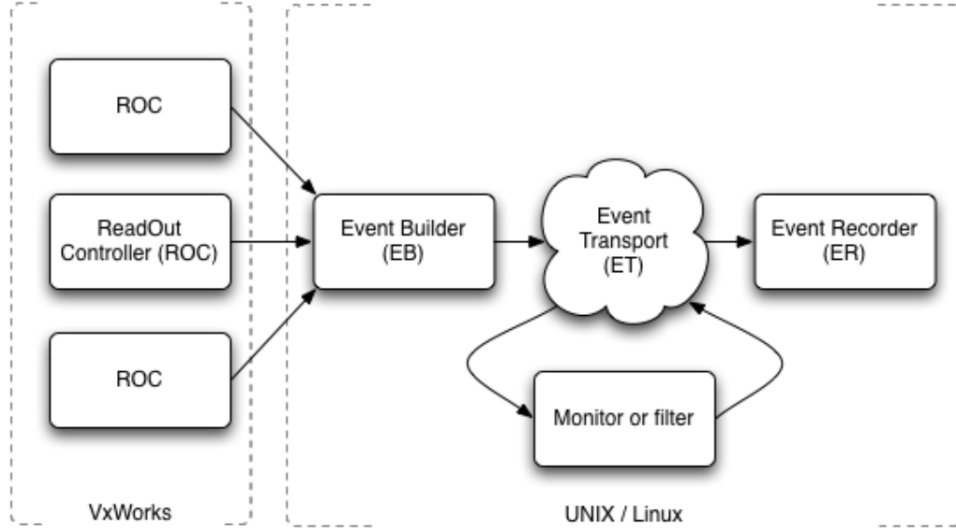 ROC
ReadOut
Controller (ROC)
ROC
VxWorks
Event Builder
(EB)
Event
Transport
(ET)
Event Recorder
(ER)
Monitor or filter
UNIX / Linux